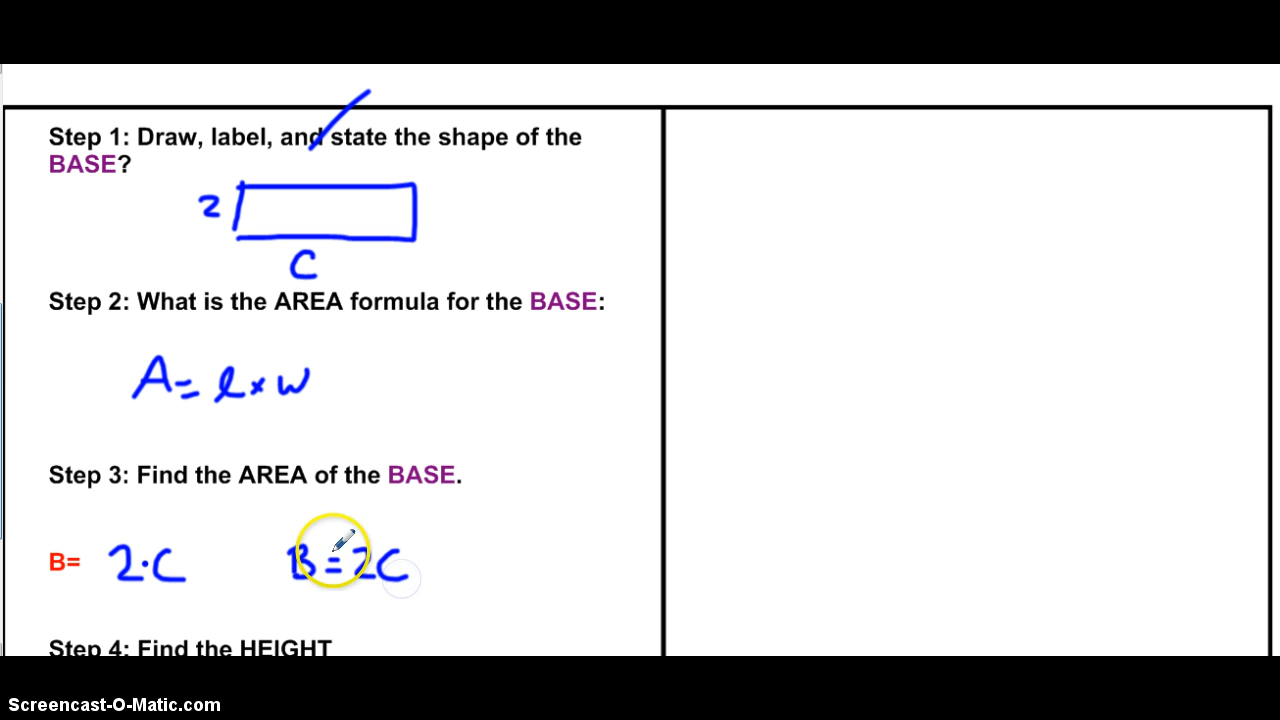 Step 1: Draw, label, and state the shape of the
BASE?
2
C
Step 2: What is the AREA formula for the BASE:
A = l × w
Step 3: Find the AREA of the BASE.
B= 2·C B = 2C
Step 4: Find the HEIGHT
Screencast-O-Matic.com